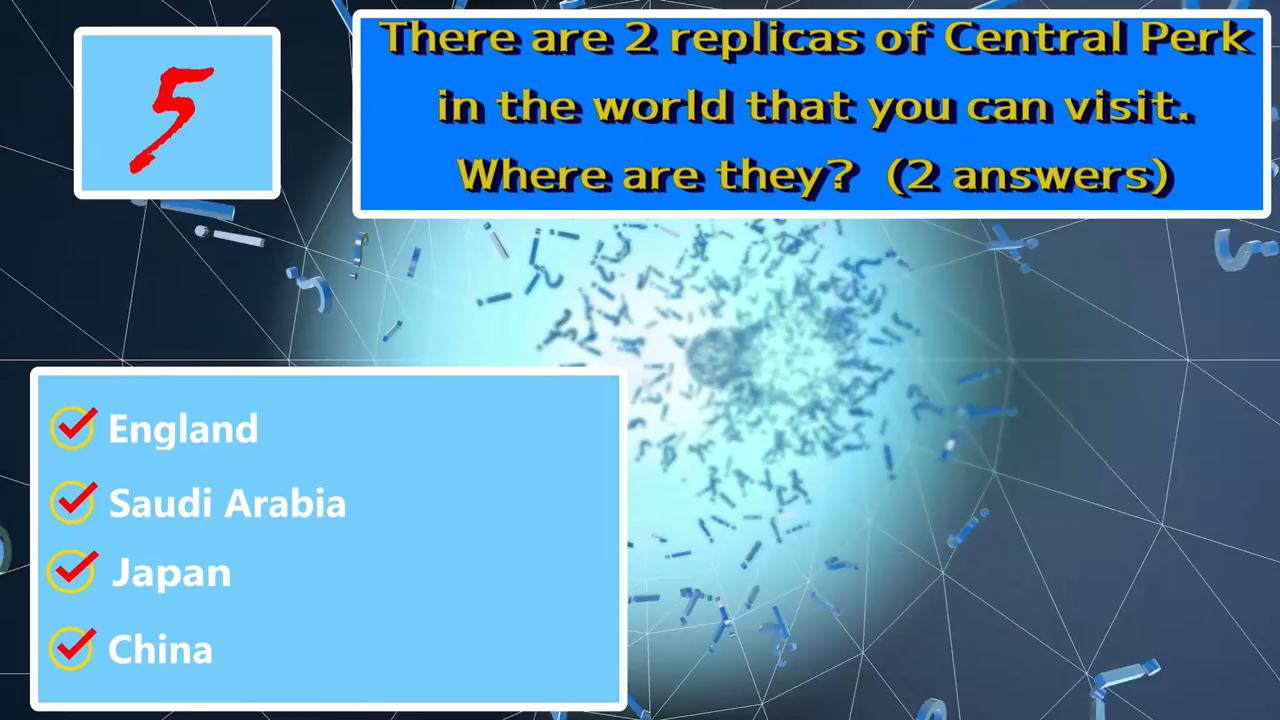 5
There are 2 replicas of Central Perk
in the world that you can visit.
Where are they? (2 answers)
England
Saudi Arabia
Japan
China